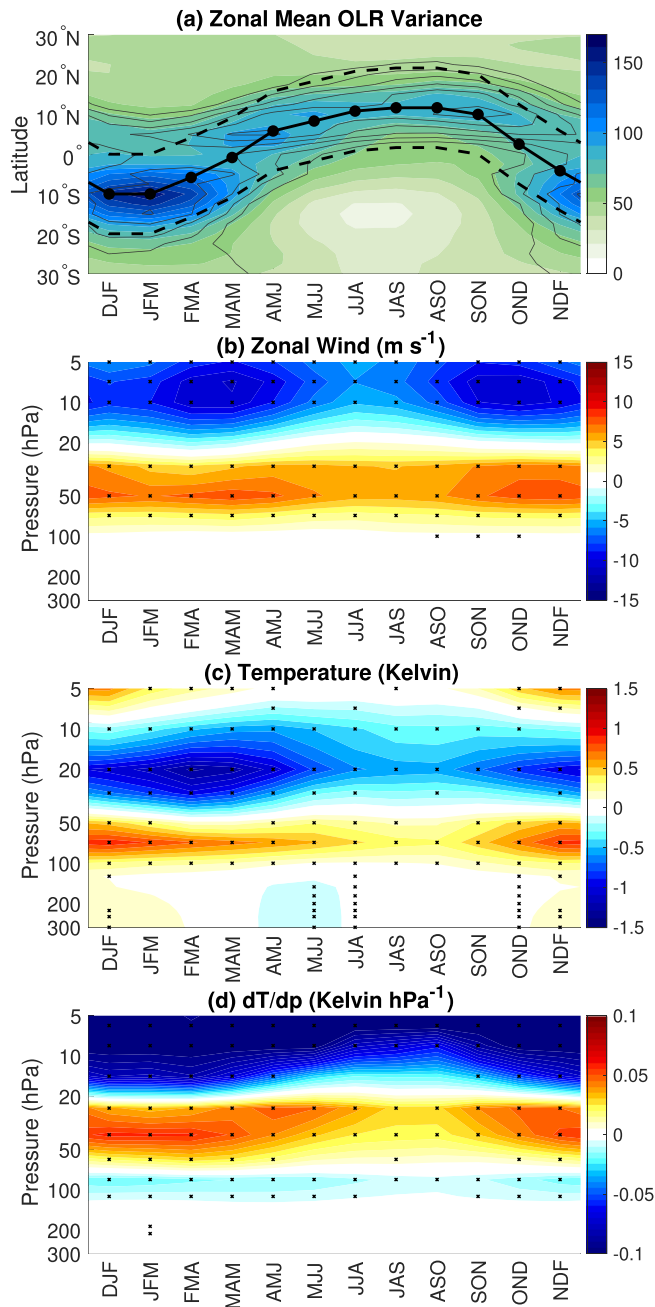 (a) Zonal Mean OLR Variance
Latitude
30°N
20°N
10°N
0°
10°S
20°S
30°S
DJF JFM FMA MAM AMJ MJJ JJA JAS ASO SON OND NDF
150
100
50
0
(b) Zonal Wind (m s⁻¹)
Pressure (hPa)
5
10
20
50
100
200
300
DJF JFM FMA MAM AMJ MJJ JJA JAS ASO SON OND NDF
15
10
5
0
-5
-10
-15
(c) Temperature (Kelvin)
Pressure (hPa)
5
10
20
50
100
200
300
DJF JFM FMA MAM AMJ MJJ JJA JAS ASO SON OND NDF
1.5
1
0.5
0
-0.5
-1
-1.5
(d) dT/dp (Kelvin hPa⁻¹)
Pressure (hPa)
5
10
20
50
100
200
300
DJF JFM FMA MAM AMJ MJJ JJA JAS ASO SON OND NDF
0.1
0.05
0
-0.05
-0.1